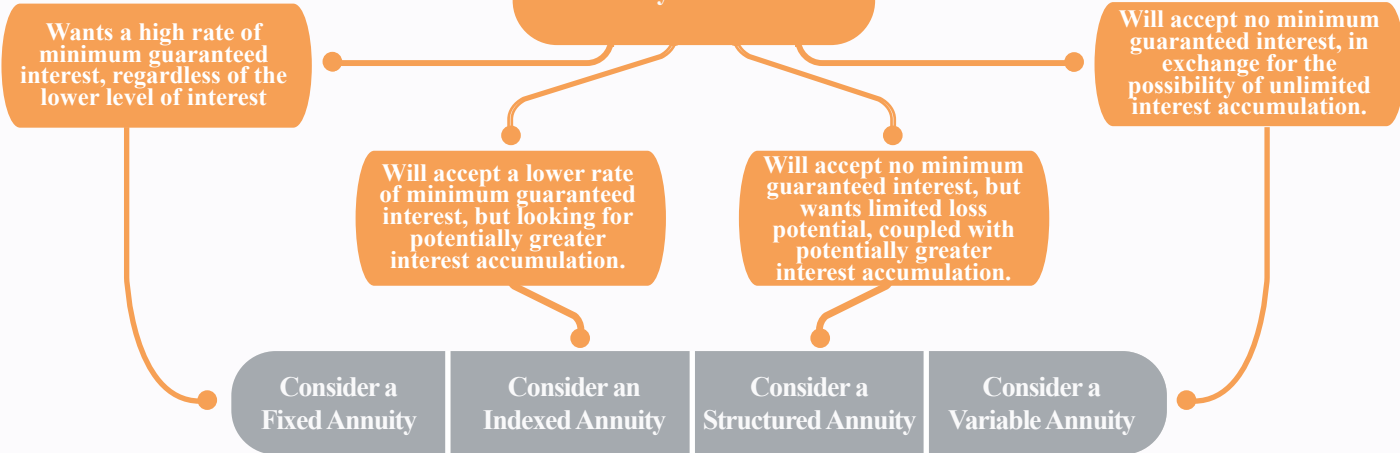 Wants a high rate of
minimum guaranteed
interest, regardless of the
lower level of interest
Will accept no minimum
guaranteed interest, in
exchange for the
possibility of unlimited
interest accumulation.
Will accept a lower rate
of minimum guaranteed
interest, but looking for
potentially greater
interest accumulation.
Will accept no minimum
guaranteed interest, but
wants limited loss
potential, coupled with
potentially greater
interest accumulation.
Consider a
Fixed Annuity
Consider an
Indexed Annuity
Consider a
Structured Annuity
Consider a
Variable Annuity